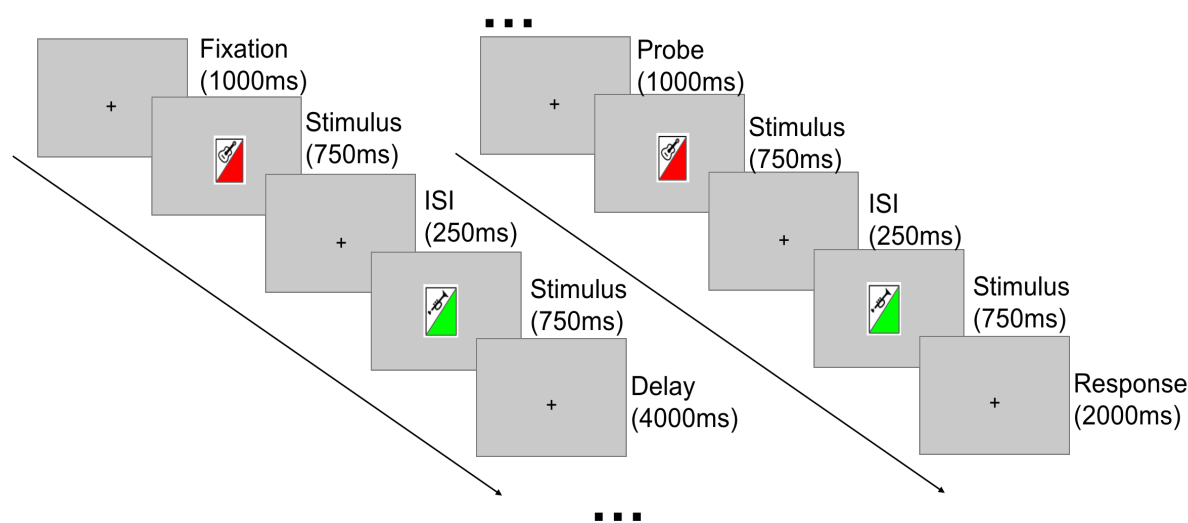 Fixation
(1000ms)
Stimulus
(750ms)
ISI
(250ms)
Stimulus
(750ms)
Delay
(4000ms)
...
...
Probe
(1000ms)
Stimulus
(750ms)
ISI
(250ms)
Stimulus
(750ms)
Response
(2000ms)